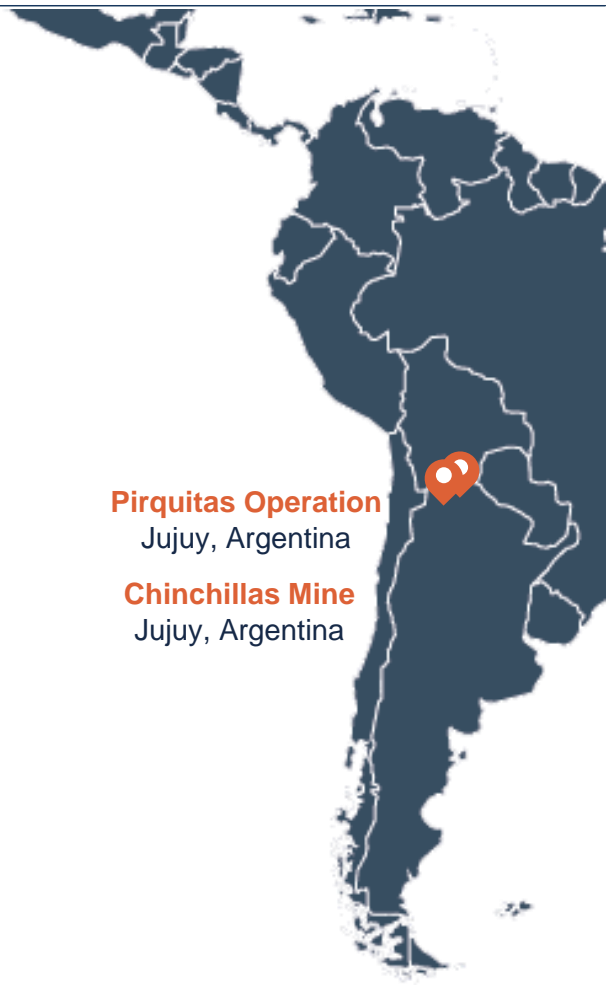 Pirquitas Operation
Jujuy, Argentina
Chinchillas Mine
Jujuy, Argentina